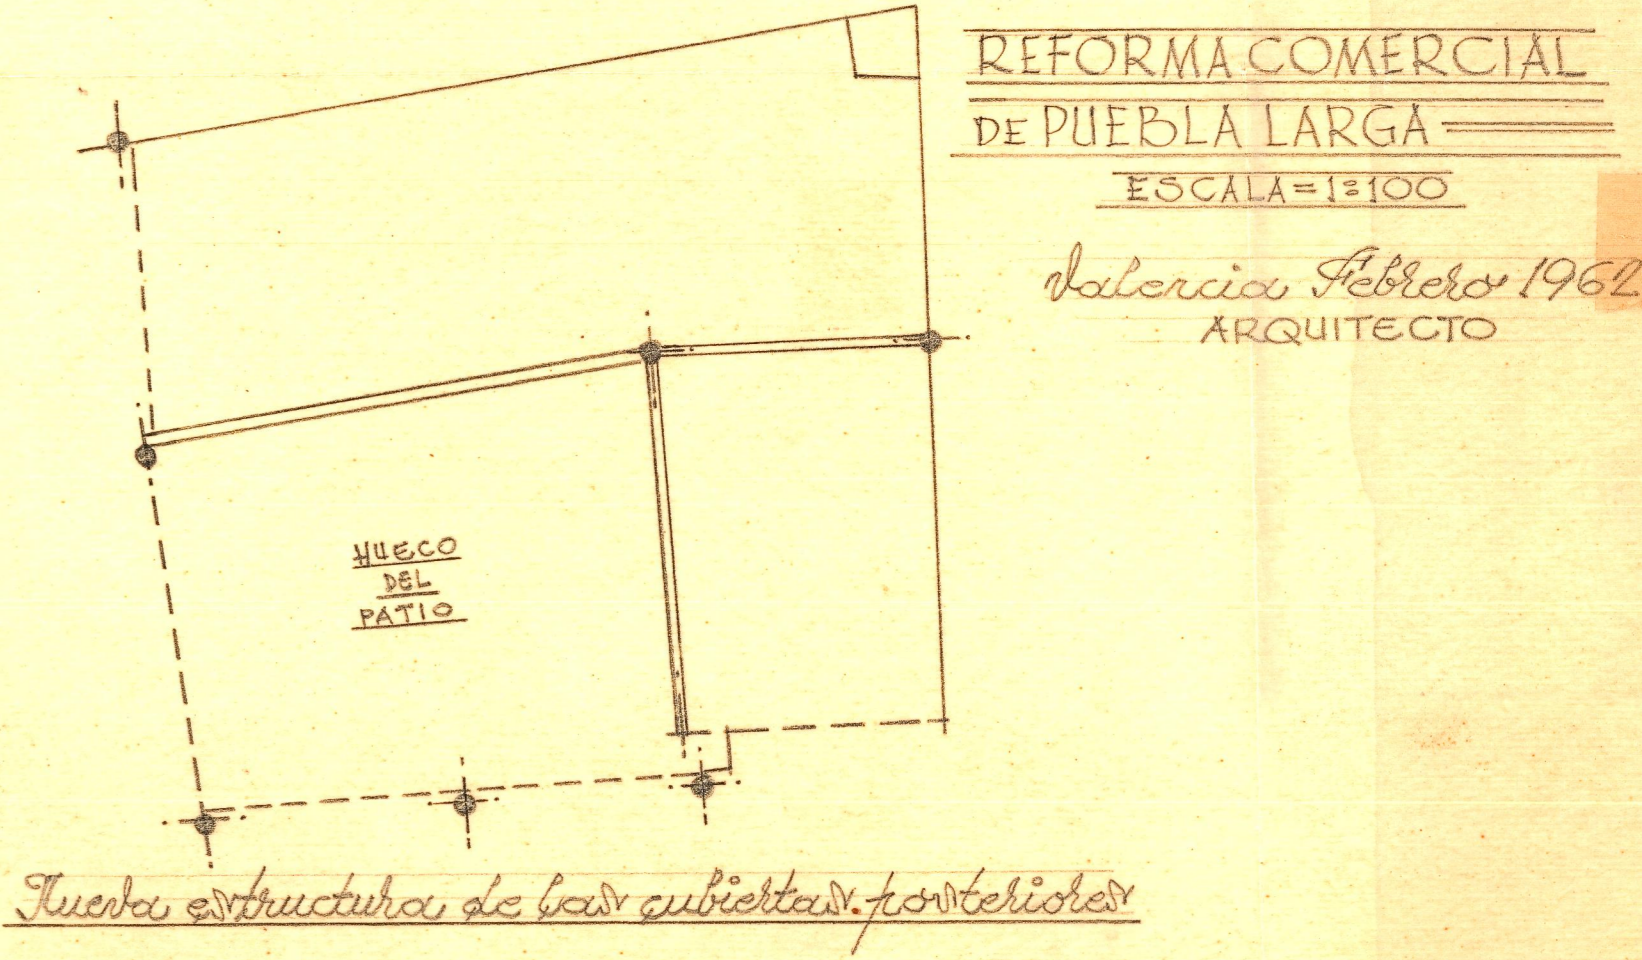 REFORMA COMERCIAL
DE PUEBLA LARGA
ESCALA=1:100
Valencia Febrero 1962
ARQUITECTO
HUECO
DEL
PATIO
Nueva estructura de las cubiertas posteriores